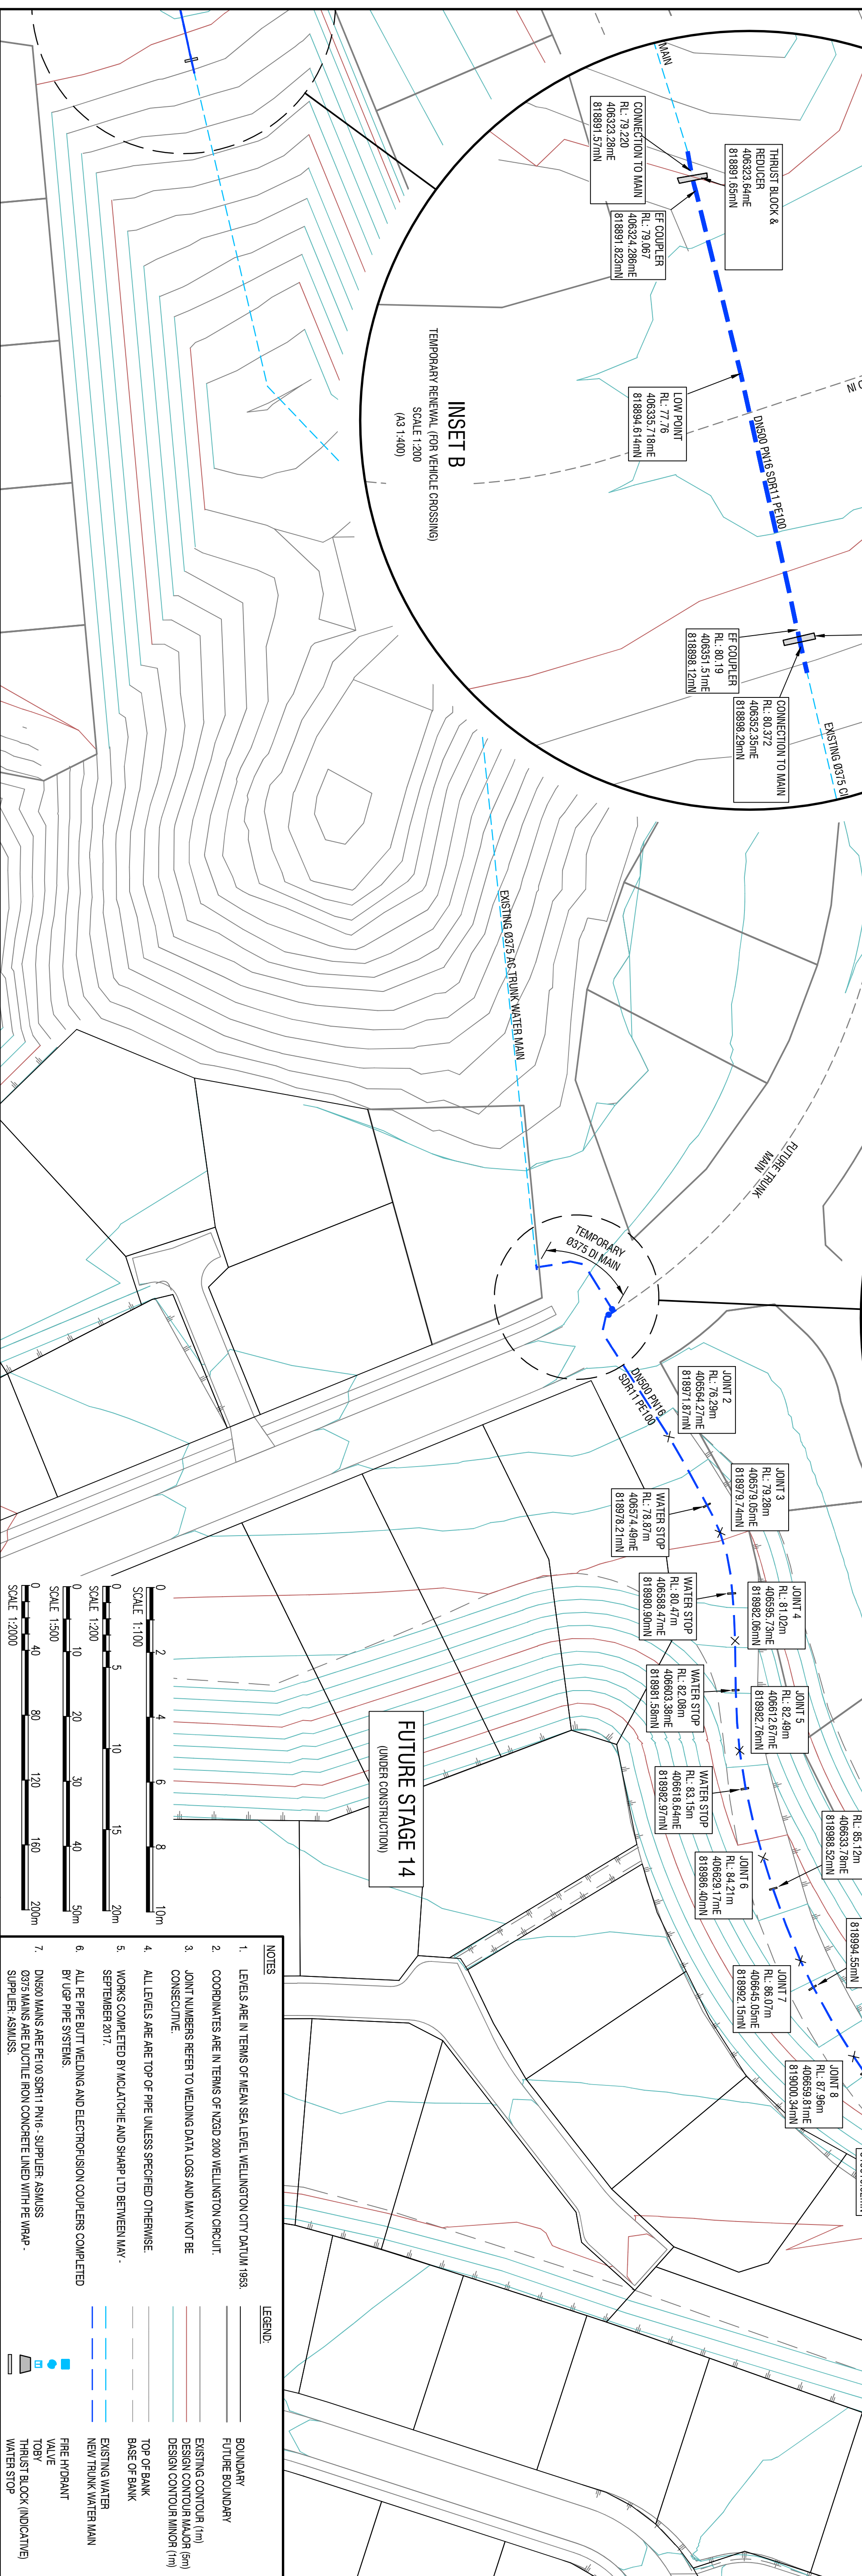 MAIN
CONNECTION TO MAIN
RL: 79.220
406323.28mE
818891.57mN
THRUST BLOCK &
REDUCER
406323.64mE
818891.65mN
EF COUPLER
RL: 79.067
406324.286mE
818891.823mN
LOW POINT
RL: 77.76
406335.718mE
818894.614mN
DN500 PN16 SDR11 PE100
EF COUPLER
RL: 80.19
406351.51mE
818898.12mN
CONNECTION TO MAIN
RL: 80.372
406352.35mE
818898.29mN
EXISTING Ø375 CI
INSET B
TEMPORARY RENEWAL (FOR VEHICLE CROSSING)
SCALE 1:200
(A3 1:400)
EXISTING Ø375 AC TRUNK WATER MAIN
FUTURE TRUNK
MAIN
TEMPORARY
Ø375 DI MAIN
DN500 PN16
SDR11 PE100
JOINT 2
RL: 76.29m
406564.27mE
818971.87mN
JOINT 3
RL: 79.28m
406579.05mE
818979.74mN
WATER STOP
RL: 78.87m
406574.49mE
818978.21mN
JOINT 4
RL: 81.02m
406595.73mE
818982.06mN
WATER STOP
RL: 80.47m
406588.47mE
818980.90mN
JOINT 5
RL: 82.49m
406612.67mE
818982.76mN
WATER STOP
RL: 82.08m
406603.38mE
818981.58mN
WATER STOP
RL: 83.15m
406618.64mE
818982.97mN
RL: 85.12m
406633.78mE
818988.52mN
JOINT 6
RL: 84.21m
406629.17mE
818986.40mN
818994.55mN
JOINT 7
RL: 86.07m
406645.05mE
818992.15mN
JOINT 8
RL: 87.96m
406659.81mE
819000.34mN
FUTURE STAGE 14
(UNDER CONSTRUCTION)
0 2 4 6 8 10m
SCALE 1:100
0 5 10 15 20m
SCALE 1:200
0 10 20 30 40 50m
SCALE 1:500
0 40 80 120 160 200m
SCALE 1:2000
NOTES
1. LEVELS ARE IN TERMS OF MEAN SEA LEVEL WELLINGTON CITY DATUM 1953.
2. COORDINATES ARE IN TERMS OF NZGD 2000 WELLINGTON CIRCUIT.
3. JOINT NUMBERS REFER TO WELDING DATA LOGS AND MAY NOT BE
CONSECUTIVE.
4. ALL LEVELS ARE ARE TOP OF PIPE UNLESS SPECIFIED OTHERWISE.
5. WORKS COMPLETED BY MCLATCHIE AND SHARP LTD BETWEEN MAY -
SEPTEMBER 2017.
6. ALL PE PIPE BUTT WELDING AND ELECTROFUSION COUPLERS COMPLETED
BY UGP PIPE SYSTEMS.
7. DN500 MAINS ARE PE100 SDR11 PN16 - SUPPLIER: ASMUSS
Ø375 MAINS ARE DUCTILE IRON CONCRETE LINED WITH PE WRAP -
SUPPLIER: ASMUSS.
LEGEND:
BOUNDARY
FUTURE BOUNDARY
EXISTING CONTOUR (1m)
DESIGN CONTOUR MAJOR (5m)
DESIGN CONTOUR MINOR (1m)
TOP OF BANK
BASE OF BANK
EXISTING WATER
NEW TRUNK WATER MAIN
FIRE HYDRANT
VALVE
TOBY
THRUST BLOCK (INDICATIVE)
WATER STOP